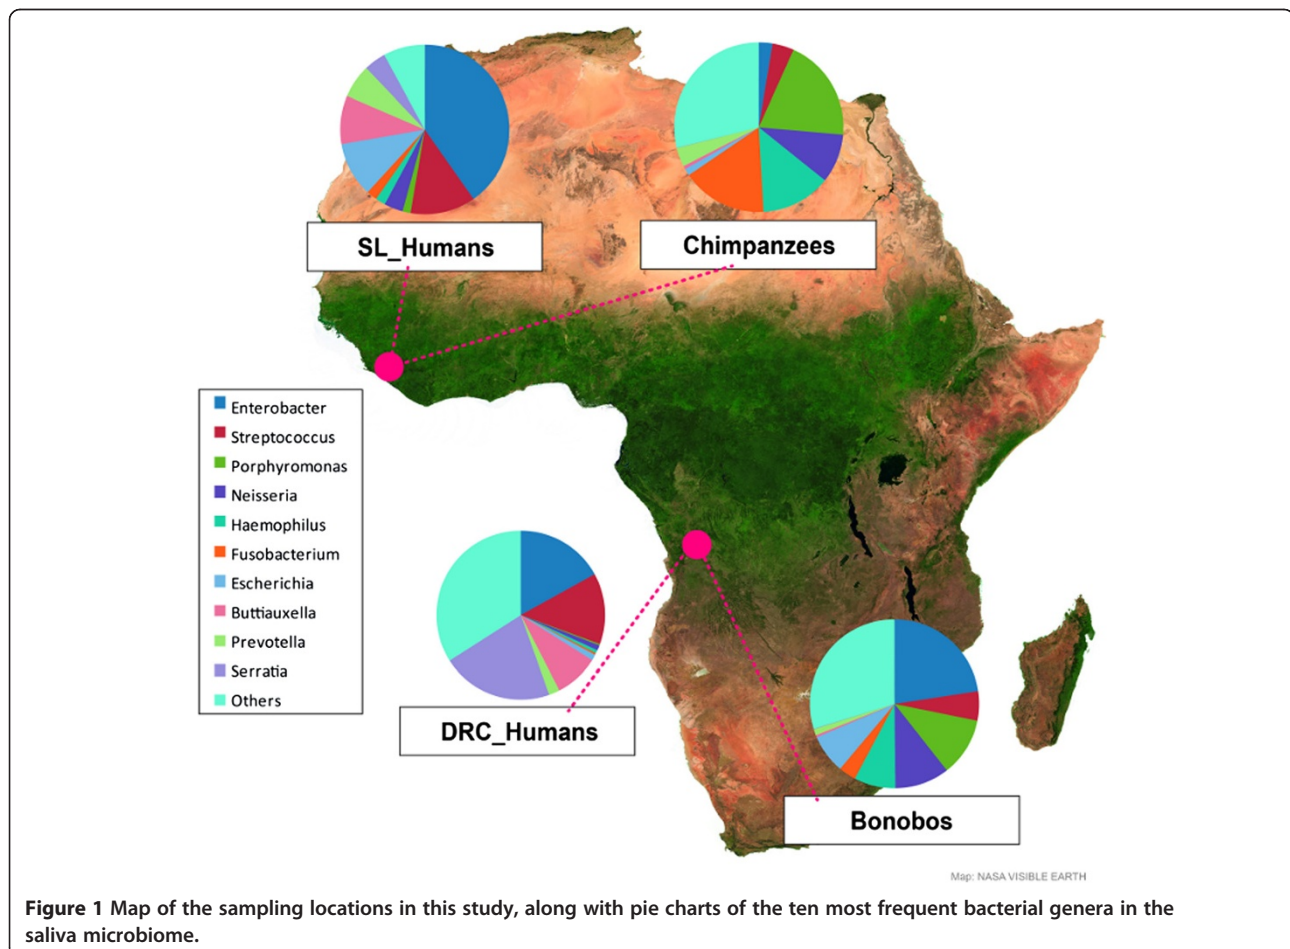 SL_Humans
Chimpanzees
Enterobacter
Streptococcus
Porphyromonas
Neisseria
Haemophilus
Fusobacterium
Escherichia
Buttiauxella
Prevotella
Serratia
Others
DRC_Humans
Bonobos
Map: NASA VISIBLE EARTH
Figure 1 Map of the sampling locations in this study, along with pie charts of the ten most frequent bacterial genera in the
saliva microbiome.